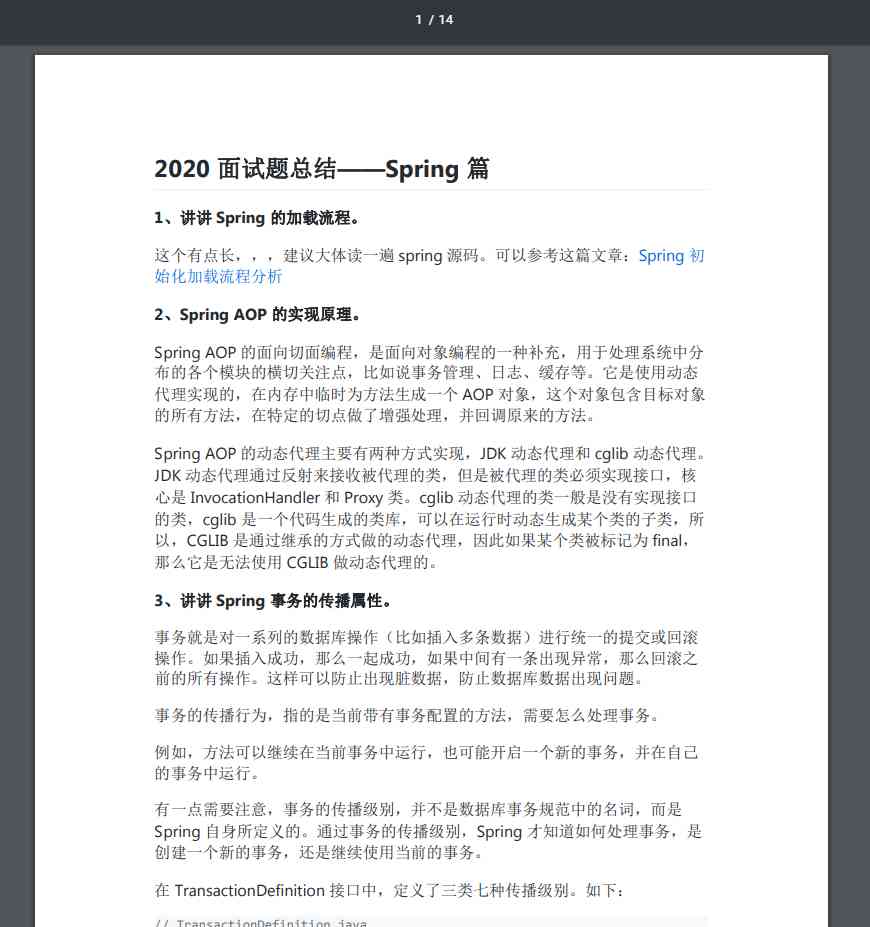 1 / 14
2020 面试题总结——Spring 篇
1、讲讲 Spring 的加载流程。
这个有点长，，，建议大体读一遍 spring 源码。可以参考这篇文章：Spring 初
始化加载流程分析
2、Spring AOP 的实现原理。
Spring AOP 的面向切面编程，是面向对象编程的一种补充，用于处理系统中分
布的各个模块的横切关注点，比如说事务管理、日志、缓存等。它是使用动态
代理实现的，在内存中临时为方法生成一个 AOP 对象，这个对象包含目标对象
的所有方法，在特定的切点做了增强处理，并回调原来的方法。
Spring AOP 的动态代理主要有两种方式实现，JDK 动态代理和 cglib 动态代理。
JDK 动态代理通过反射来接收被代理的类，但是被代理的类必须实现接口，核
心是 InvocationHandler 和 Proxy 类。cglib 动态代理的类一般是没有实现接口
的类，cglib 是一个代码生成的类库，可以在运行时动态生成某个类的子类，所
以，CGLIB 是通过继承的方式做的动态代理，因此如果某个类被标记为 final，
那么它是无法使用 CGLIB 做动态代理的。
3、讲讲 Spring 事务的传播属性。
事务就是对一系列的数据库操作（比如插入多条数据）进行统一的提交或回滚
操作。如果插入成功，那么一起成功，如果中间有一条出现异常，那么回滚之
前的所有操作。这样可以防止出现脏数据，防止数据库数据出现问题。
事务的传播行为，指的是当前带有事务配置的方法，需要怎么处理事务。
例如，方法可以继续在当前事务中运行，也可能开启一个新的事务，并在自己
的事务中运行。
有一点需要注意，事务的传播级别，并不是数据库事务规范中的名词，而是
Spring 自身所定义的。通过事务的传播级别，Spring 才知道如何处理事务，是
创建一个新的事务，还是继续使用当前的事务。
在 TransactionDefinition 接口中，定义了三类七种传播级别。如下：
// TransactionDefinition.java